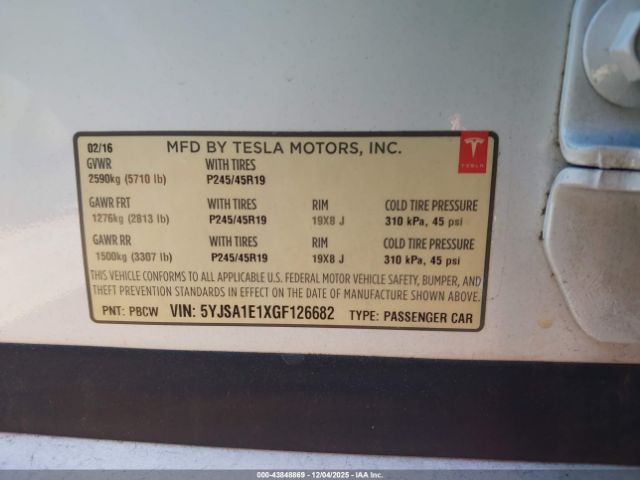 02/16 MFD BY TESLA MOTORS, INC.
GVWR WITH TIRES
2590kg (5710 lb) P245/45R19
TESLA
GAWR FRT WITH TIRES RIM COLD TIRE PRESSURE
1276kg (2813 lb) P245/45R19 19X8 J 310 kPa, 45 psi
GAWR RR WITH TIRES RIM COLD TIRE PRESSURE
1500kg (3307 lb) P245/45R19 19X8 J 310 kPa, 45 psi
THIS VEHICLE CONFORMS TO ALL APPLICABLE U.S. FEDERAL MOTOR VEHICLE SAFETY, BUMPER, AND
THEFT PREVENTION STANDARDS IN EFFECT ON THE DATE OF MANUFACTURE SHOWN ABOVE.
PNT: PBCW VIN: 5YJSA1E1XGF126682 TYPE: PASSENGER CAR
000-43848869 - 12/04/2025 - IAA Inc.